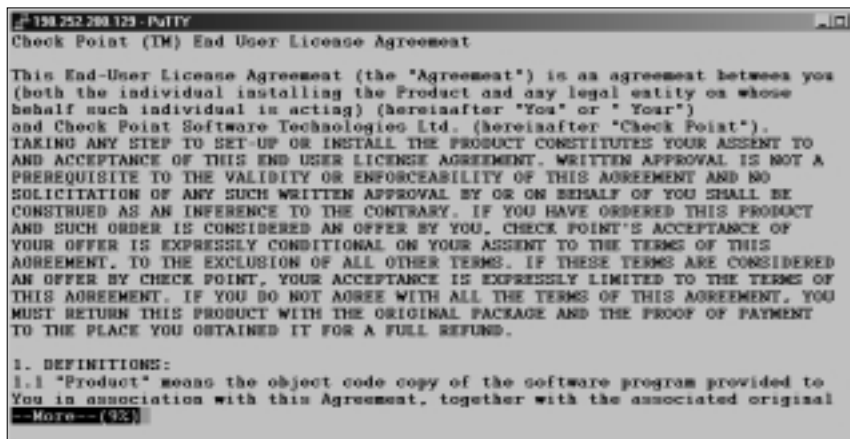 198.252.200.129 - PuTTY
Check Point (TM) End User License Agreement
This End-User License Agreement (the "Agreement") is an agreement between you
(both the individual installing the Product and any legal entity on whose
behalf such individual is acting) (hereinafter "You" or " Your")
and Check Point Software Technologies Ltd. (hereinafter "Check Point").
TAKING ANY STEP TO SET-UP OR INSTALL THE PRODUCT CONSTITUTES YOUR ASSENT TO
AND ACCEPTANCE OF THIS END USER LICENSE AGREEMENT. WRITTEN APPROVAL IS NOT A
PREREQUISITE TO THE VALIDITY OR ENFORCEABILITY OF THIS AGREEMENT AND NO
SOLICITATION OF ANY SUCH WRITTEN APPROVAL BY OR ON BEHALF OF YOU SHALL BE
CONSTRUED AS AN INFERENCE TO THE CONTRARY. IF YOU HAVE ORDERED THIS PRODUCT
AND SUCH ORDER IS CONSIDERED AN OFFER BY YOU, CHECK POINT'S ACCEPTANCE OF
YOUR OFFER IS EXPRESSLY CONDITIONAL ON YOUR ASSENT TO THE TERMS OF THIS
AGREEMENT, TO THE EXCLUSION OF ALL OTHER TERMS. IF THESE TERMS ARE CONSIDERED
AN OFFER BY CHECK POINT, YOUR ACCEPTANCE IS EXPRESSLY LIMITED TO THE TERMS OF
THIS AGREEMENT. IF YOU DO NOT AGREE WITH ALL THE TERMS OF THIS AGREEMENT, YOU
MUST RETURN THIS PRODUCT WITH THE ORIGINAL PACKAGE AND THE PROOF OF PAYMENT
TO THE PLACE YOU OBTAINED IT FOR A FULL REFUND.
1. DEFINITIONS:
1.1 "Product" means the object code copy of the software program provided to
You in association with this Agreement, together with the associated original
--More--(9%)